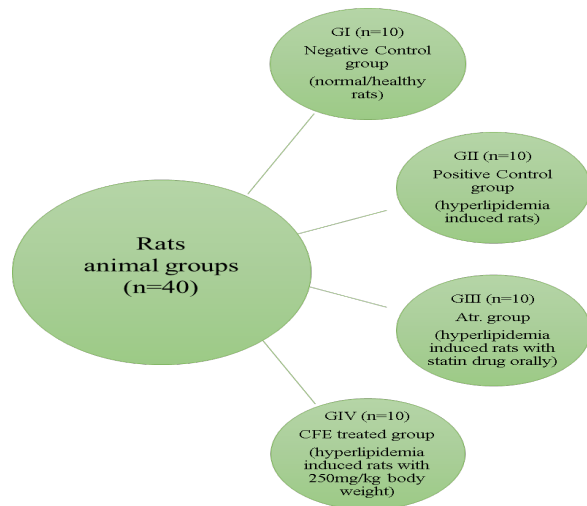 GI (n=10)
Negative Control
group
(normal/healthy
rats)
GII (n=10)
Positive Control
group
(hyperlipidemia
induced rats)
Rats
animal groups
(n=40)
GIII (n=10)
Atr. group
(hyperlipidemia
induced rats with
statin drug orally)
GIV (n=10)
CFE treated group
(hyperlipidemia
induced rats with
250mg/kg body
weight)